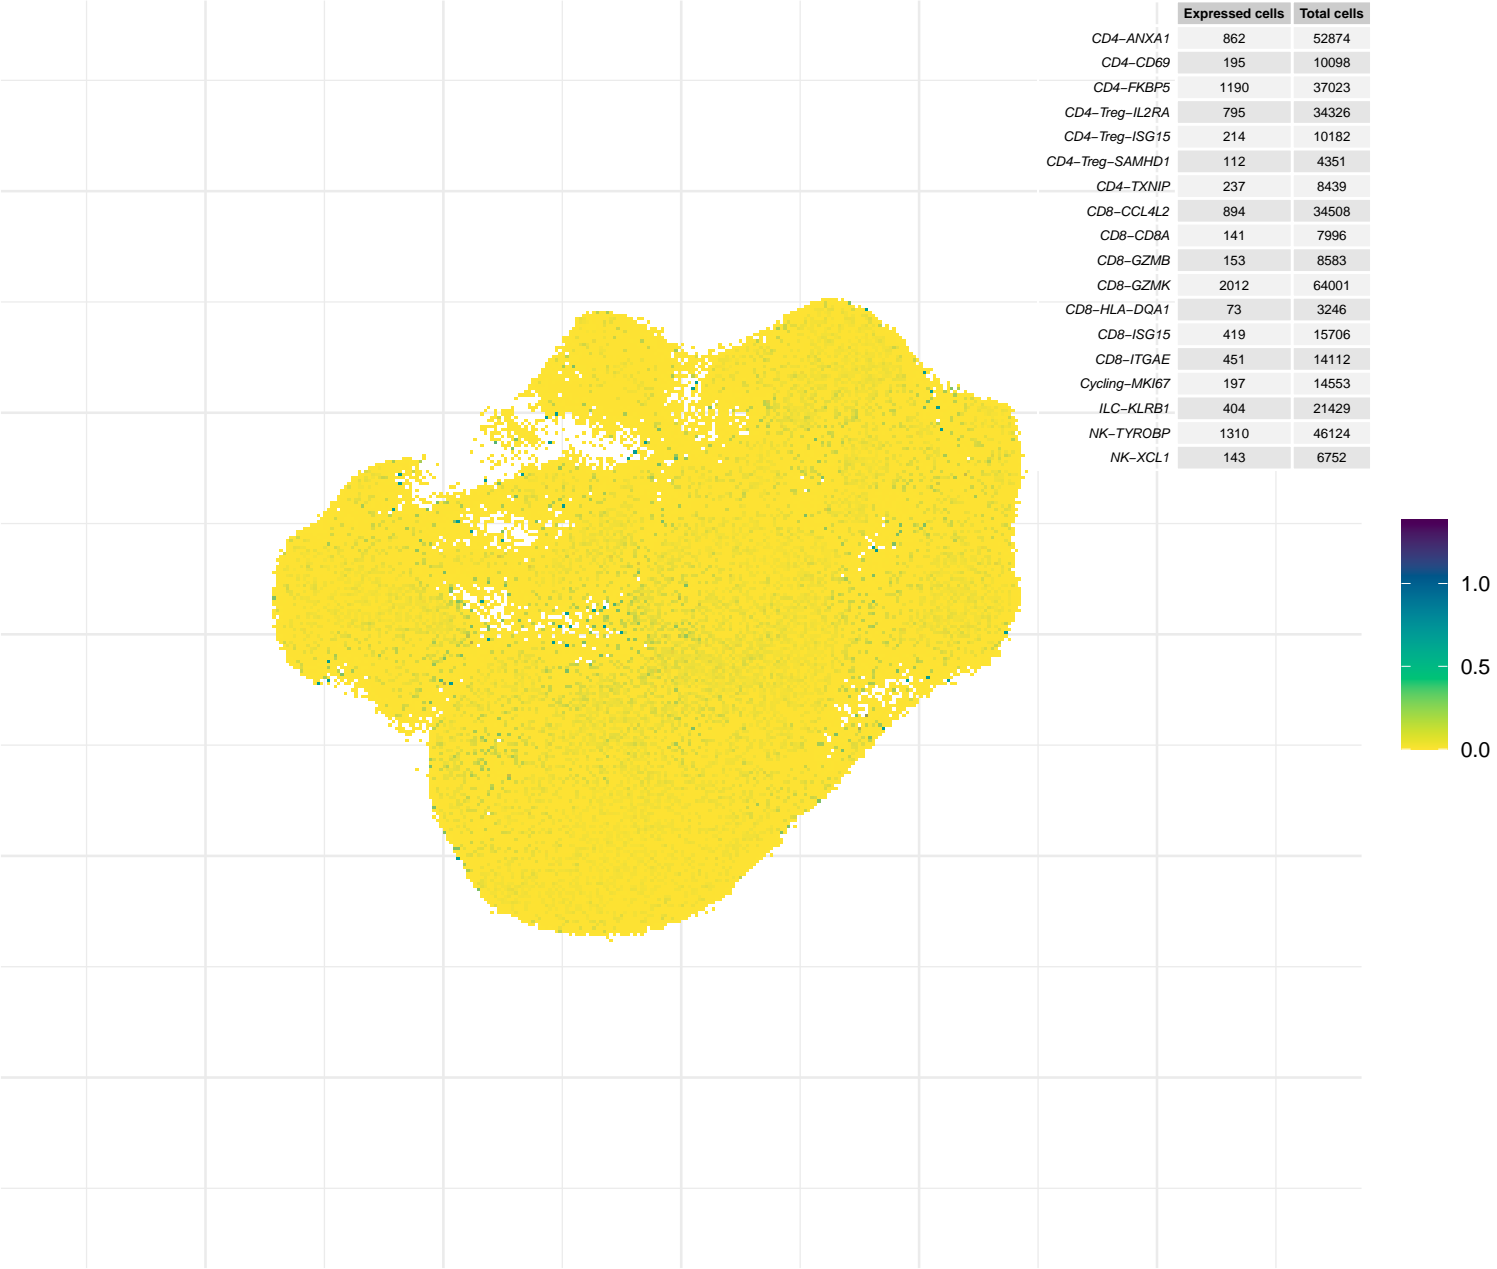 Expressed cells Total cells
CD4−ANXA1 862 52874
CD4−CD69 195 10098
CD4−FKBP5 1190 37023
CD4−Treg−IL2RA 795 34326
CD4−Treg−ISG15 214 10182
CD4−Treg−SAMHD1 112 4351
CD4−TXNIP 237 8439
CD8−CCL4L2 894 34508
CD8−CD8A 141 7996
CD8−GZMB 153 8583
CD8−GZMK 2012 64001
CD8−HLA−DQA1 73 3246
CD8−ISG15 419 15706
CD8−ITGAE 451 14112
Cycling−MKI67 197 14553
ILC−KLRB1 404 21429
NK−TYROBP 1310 46124
NK−XCL1 143 6752
1.0
0.5
0.0